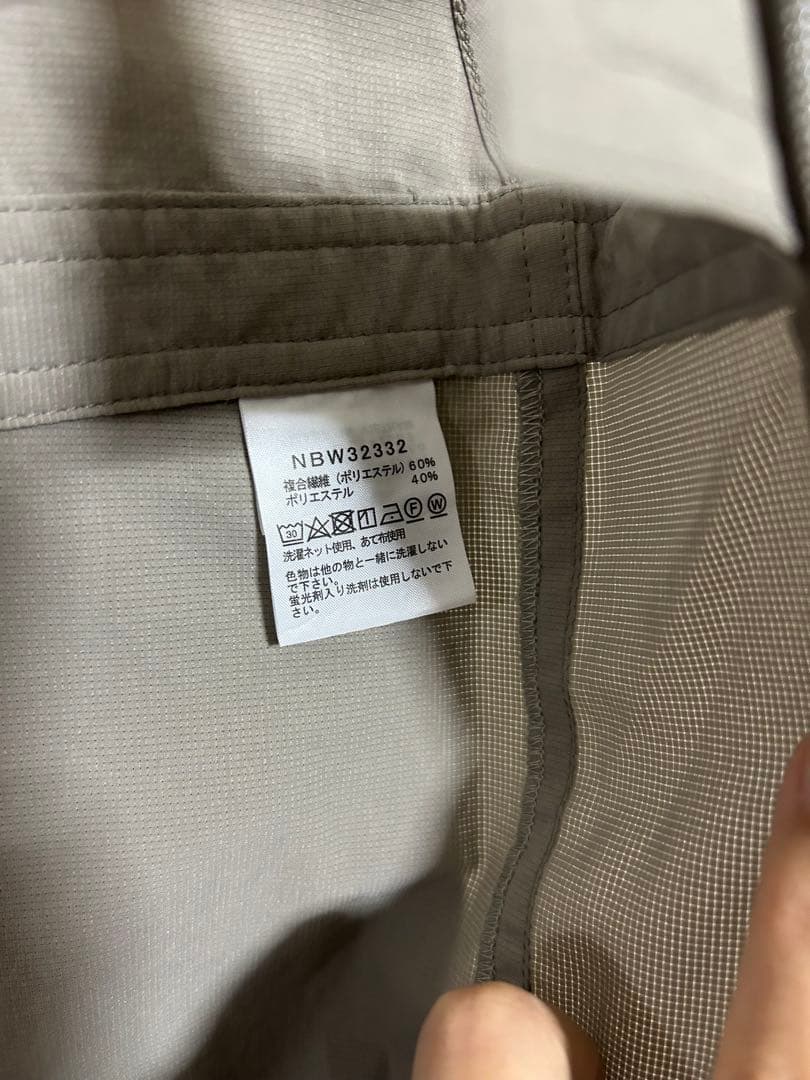 NBW32332
複合繊維（ポリエステル）60%
ポリエステル 40%
30 F W
洗濯ネット使用、あて布使用
色物は他の物と一緒に洗濯しない
で下さい。
蛍光剤入り洗剤は使用しないで下
さい。